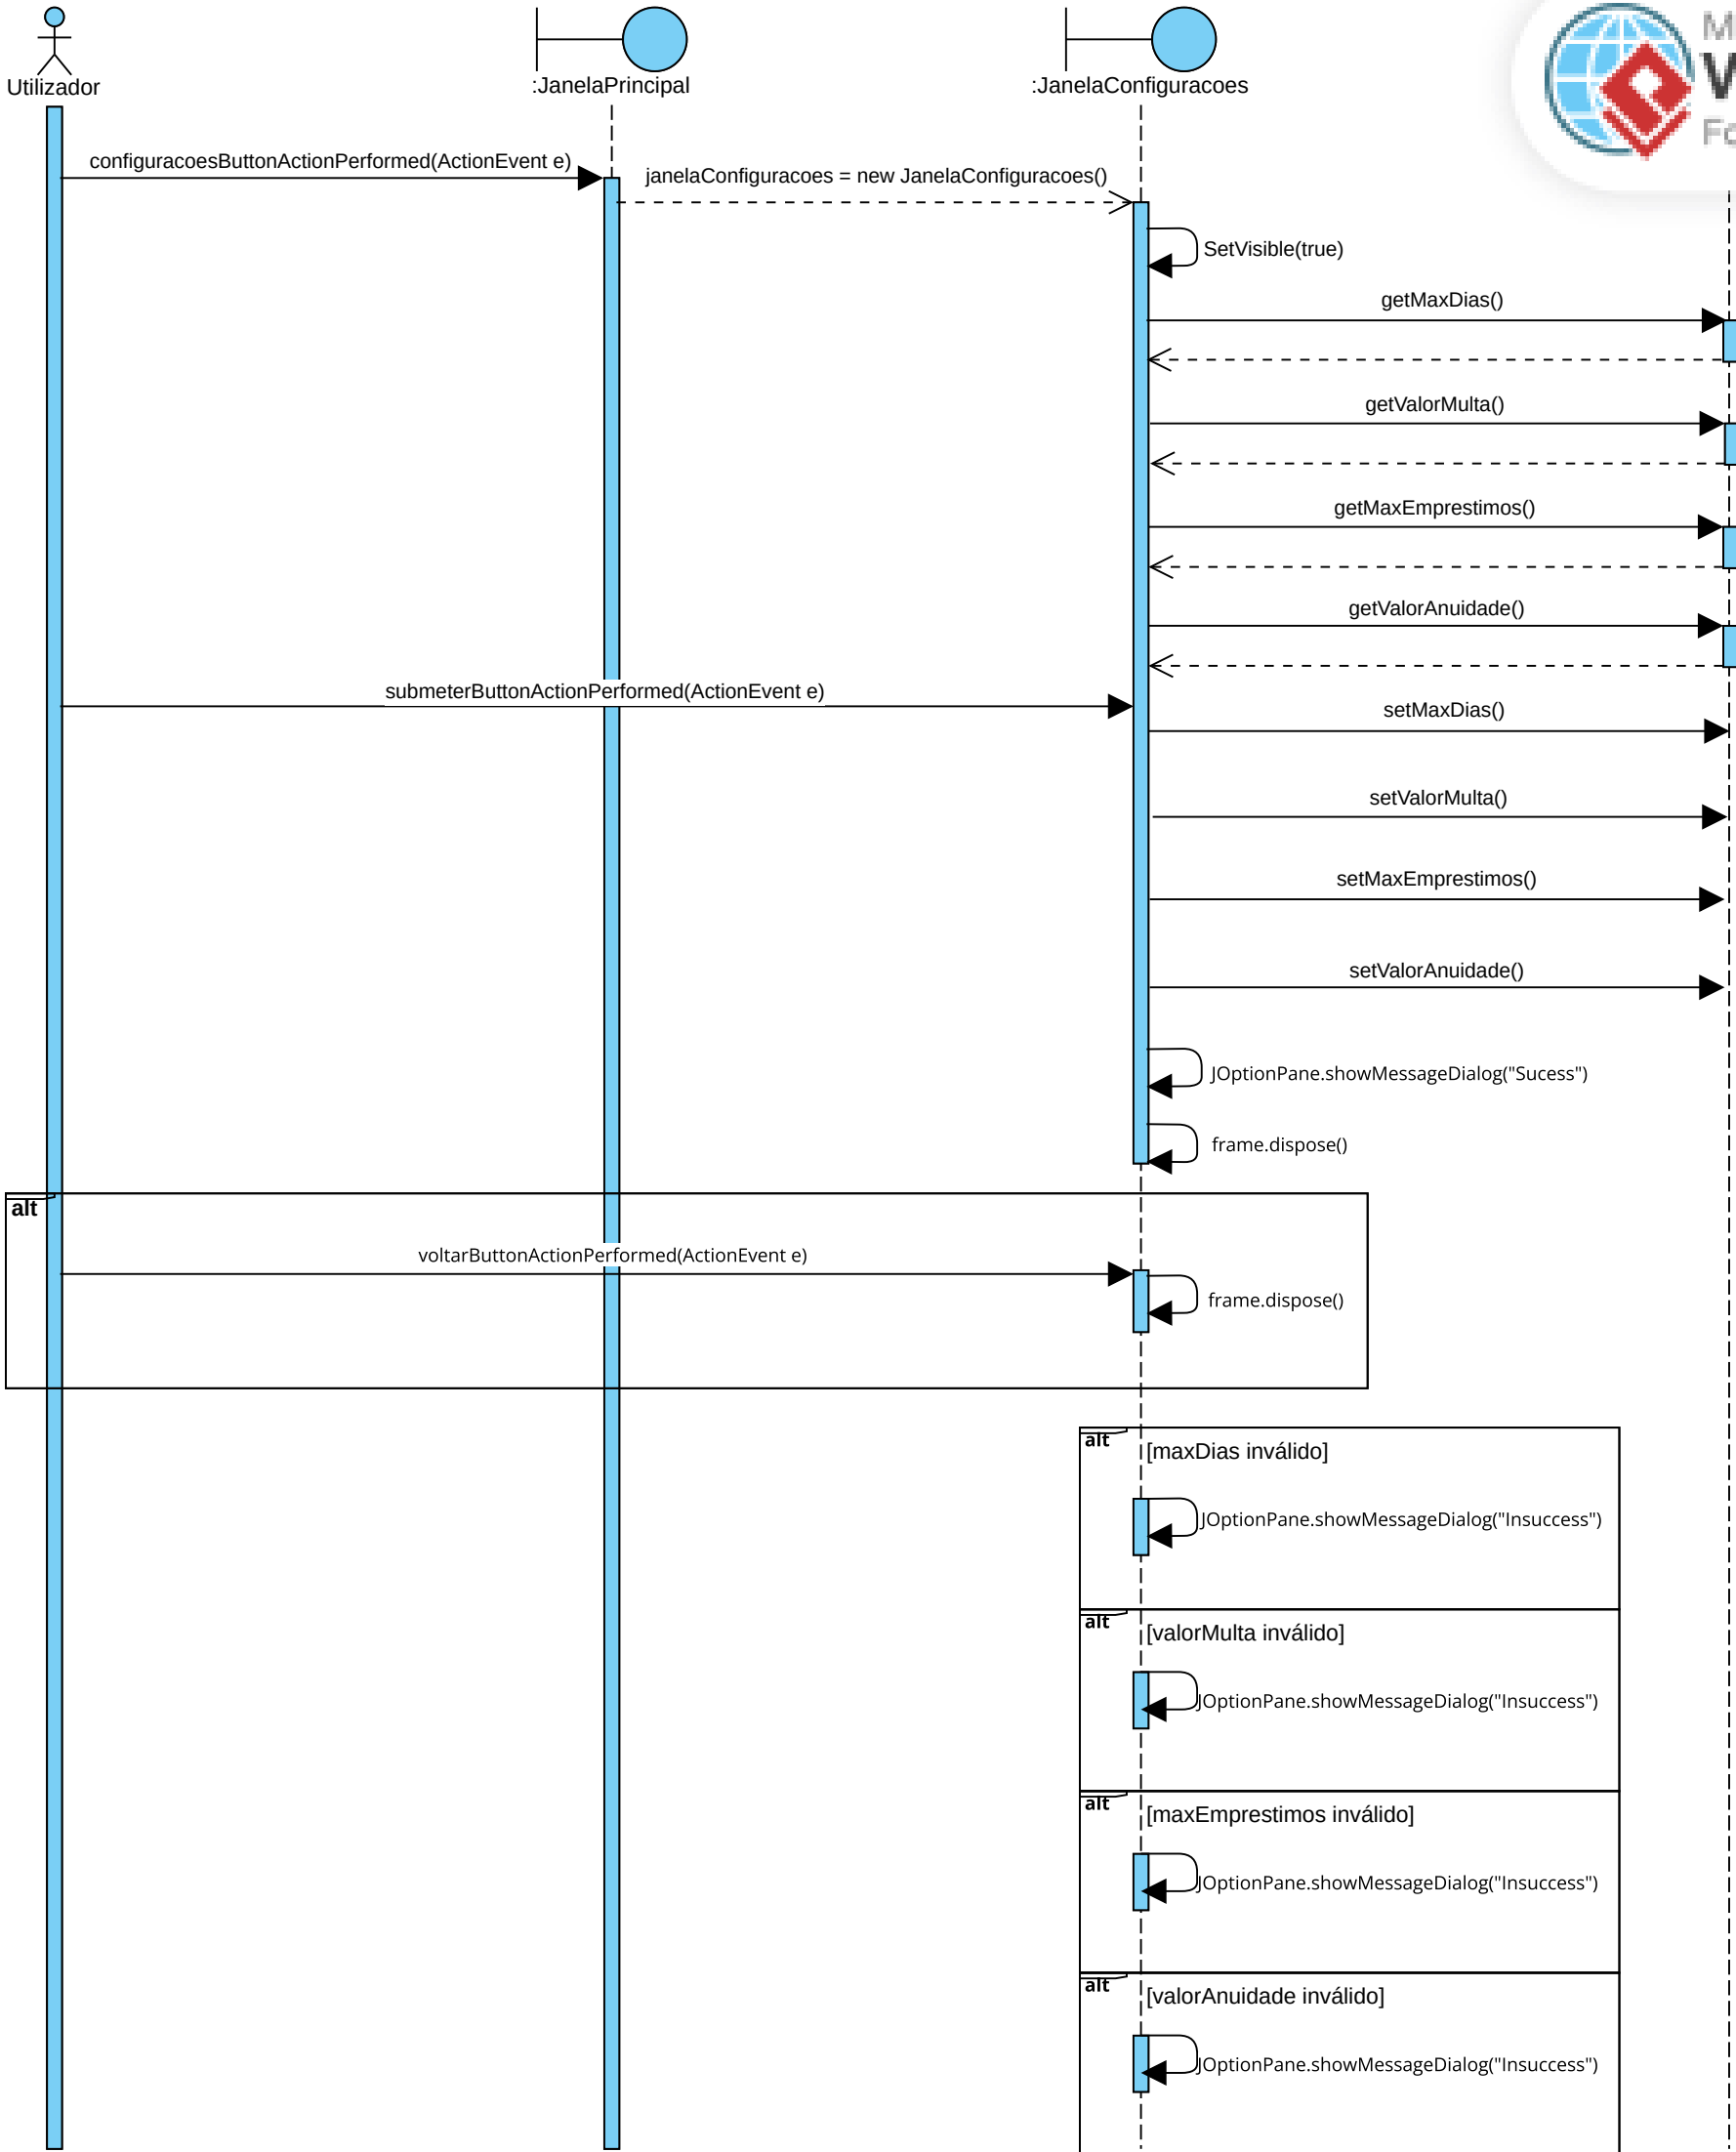 Utilizador
:JanelaPrincipal
:JanelaConfiguracoes
configuracoesButtonActionPerformed(ActionEvent e)
janelaConfiguracoes = new JanelaConfiguracoes()
SetVisible(true)
getMaxDias()
getValorMulta()
getMaxEmprestimos()
getValorAnuidade()
submeterButtonActionPerformed(ActionEvent e)
setMaxDias()
setValorMulta()
setMaxEmprestimos()
setValorAnuidade()
JOptionPane.showMessageDialog("Sucess")
frame.dispose()
alt
voltarButtonActionPerformed(ActionEvent e)
frame.dispose()
alt
[maxDias inválido]
JOptionPane.showMessageDialog("Insuccess")
alt
[valorMulta inválido]
JOptionPane.showMessageDialog("Insuccess")
alt
[maxEmprestimos inválido]
JOptionPane.showMessageDialog("Insuccess")
alt
[valorAnuidade inválido]
JOptionPane.showMessageDialog("Insuccess")